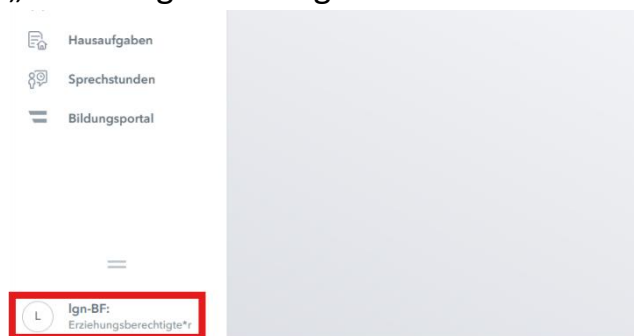 Hausaufgaben
Sprechstunden
Bildungsportal
L
lgn-BF:
Erziehungsberechtigte*r